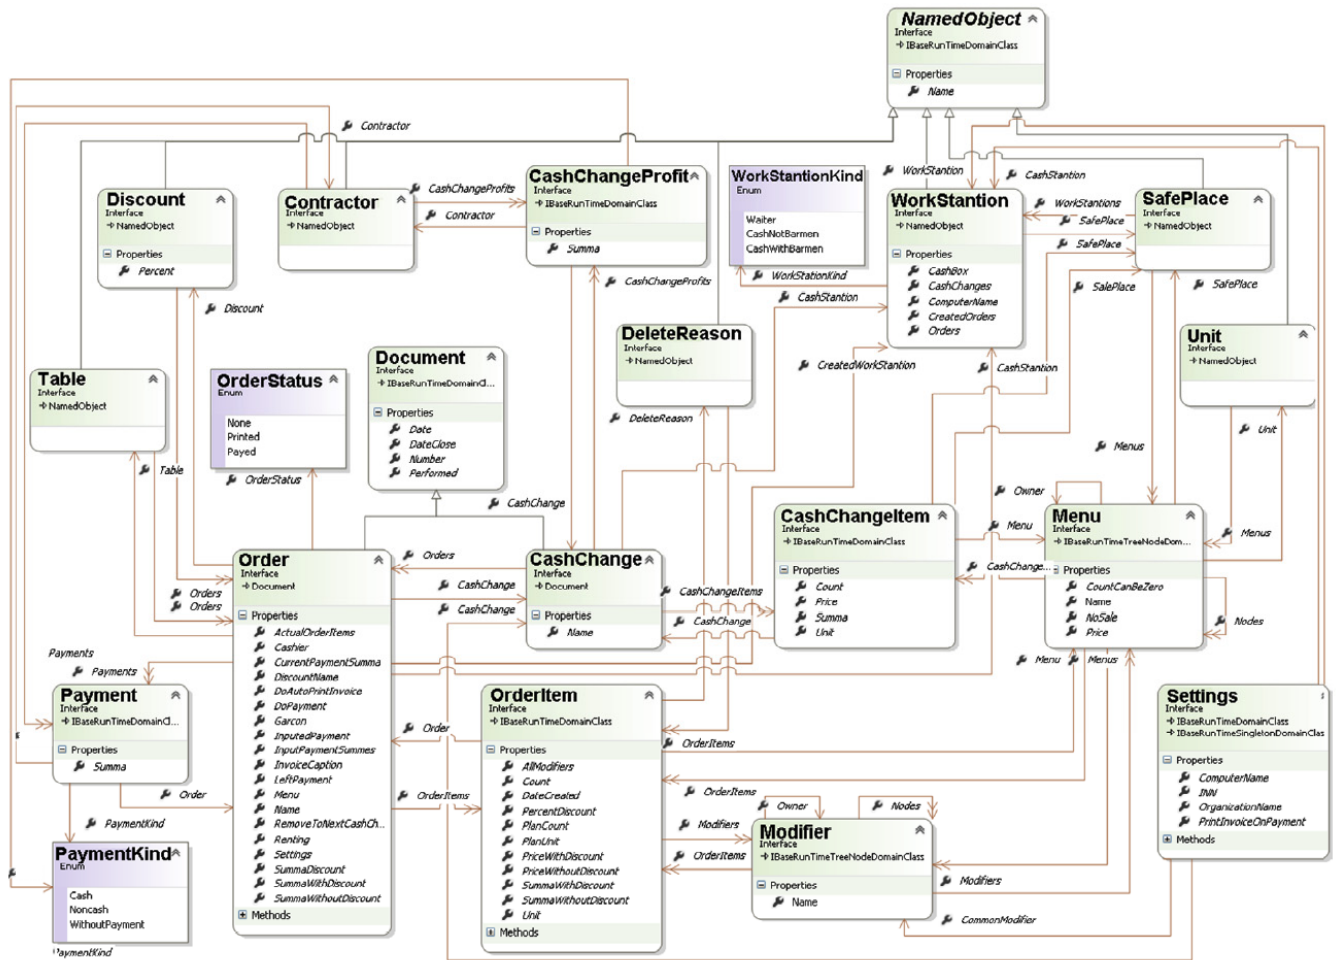 NamedObject
Interface
IBaseRunTimeDomainClass
Properties
Name
Contractor
Discount
Interface
NamedObject
Properties
Percent
Discount
Contractor
Interface
NamedObject
CashChangeProfits
Contractor
CashChangeProfit
Interface
IBaseRunTimeDomainClass
Properties
Summa
CashChangeProfits
WorkStantionKind
Enum
Waiter
CashNotBarmen
CashWithBarmen
WorkStationKind
CashStantion
WorkStantion
CashStantion
WorkStantion
Interface
NamedObject
Properties
CashBox
CashChanges
ComputerName
CreatedOrders
Orders
WorkStantions
SafePlace
SafePlace
SalePlace
SafePlace
Interface
NamedObject
SafePlace
CreatedWorkStantion
CashStantion
DeleteReason
Interface
NamedObject
DeleteReason
Unit
Interface
NamedObject
Unit
Menus
Menus
Table
Interface
NamedObject
Table
OrderStatus
Enum
None
Printed
Payed
OrderStatus
Document
Interface
IBaseRunTimeDomainCl...
Properties
Date
DateClose
Number
Performed
CashChange
Order
Interface
Document
Properties
ActualOrderItems
Cashier
CurrentPaymentSumma
DiscountName
DoAutoPrintInvoice
DoPayment
Garcon
InputedPayment
InputPaymentSummes
InvoiceCaption
LeftPayment
Menu
Name
RemoveToNextCashCh...
Renting
Settings
SummaDiscount
SummaWithDiscount
SummaWithoutDiscount
Methods
Orders
Orders
Orders
CashChange
CashChange
CashChange
Interface
Document
Properties
Name
CashChangeItems
CashChange
CashChangeItem
Interface
IBaseRunTimeDomainClass
Properties
Count
Price
Summa
Unit
Owner
Menu
CashChange...
Menu
Interface
IBaseRunTimeTreeNodeDom...
Properties
CountCanBeZero
Name
NoSale
Price
Nodes
Menu
Menus
Payments
Payments
Payment
Interface
IBaseRunTimeDomainC...
Properties
Summa
Order
PaymentKind
PaymentKind
Enum
Cash
Noncash
WithoutPayment
PaymentKind
Order
OrderItems
OrderItem
Interface
IBaseRunTimeDomainClass
Properties
AllModifiers
Count
DateCreated
PercentDiscount
PlanCount
PlanUnit
PriceWithDiscount
PriceWithoutDiscount
SummaWithDiscount
SummaWithoutDiscount
Unit
Methods
OrderItems
OrderItems
Modifiers
OrderItems
Owner
Nodes
Modifier
Interface
IBaseRunTimeTreeNodeDomainClass
Properties
Name
Modifiers
CommonModifier
Settings
Interface
IBaseRunTimeDomainClass
IBaseRunTimeSingletonDomainClas
Properties
ComputerName
INN
OrganizationName
PrintInvoiceOnPayment
Methods